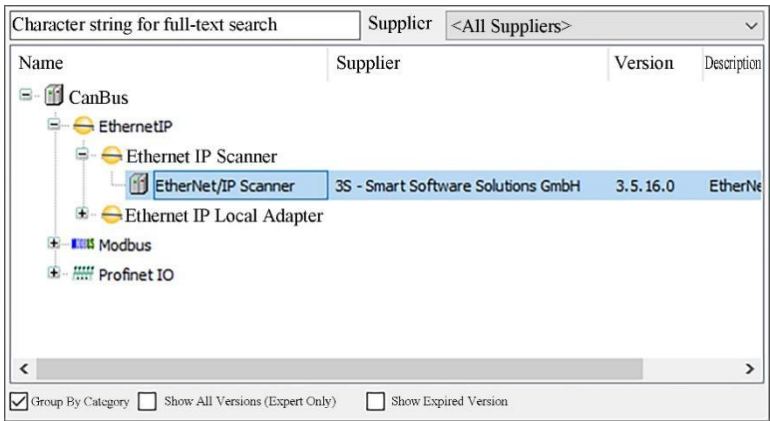 Character string for full-text search Supplier <All Suppliers>
Name Supplier Version Description
CanBus
EthernetIP
Ethernet IP Scanner
EtherNet/IP Scanner 3S - Smart Software Solutions GmbH 3.5.16.0 EtherNe
Ethernet IP Local Adapter
Modbus
Profinet IO
Group By Category Show All Versions (Expert Only) Show Expired Version